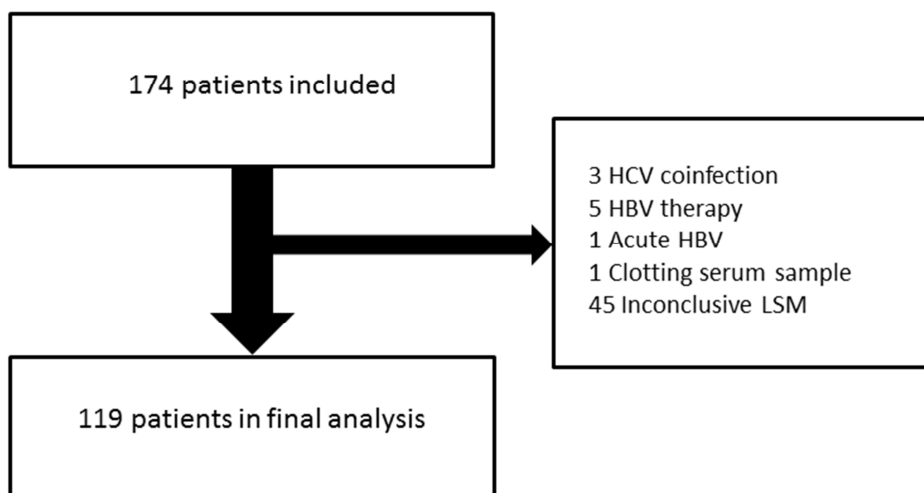 174 patients included
3 HCV coinfection
5 HBV therapy
1 Acute HBV
1 Clotting serum sample
45 Inconclusive LSM
119 patients in final analysis